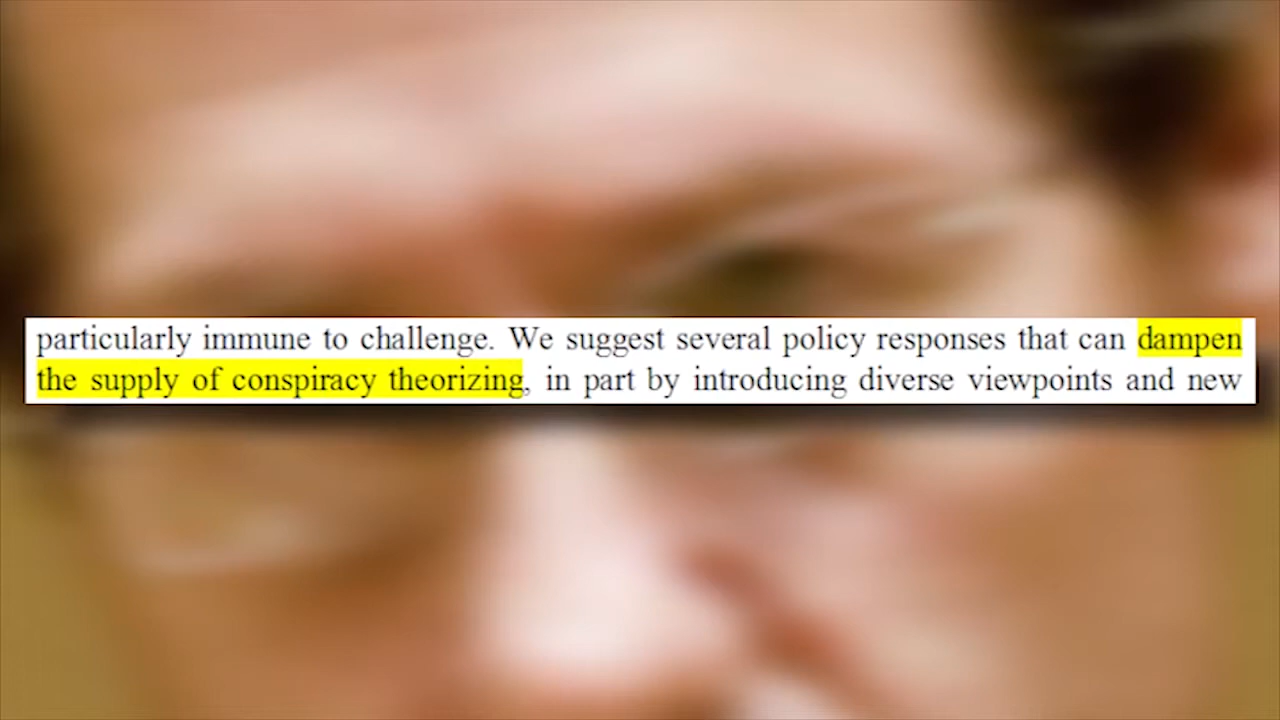 particularly immune to challenge. We suggest several policy responses that can dampen
the supply of conspiracy theorizing, in part by introducing diverse viewpoints and new